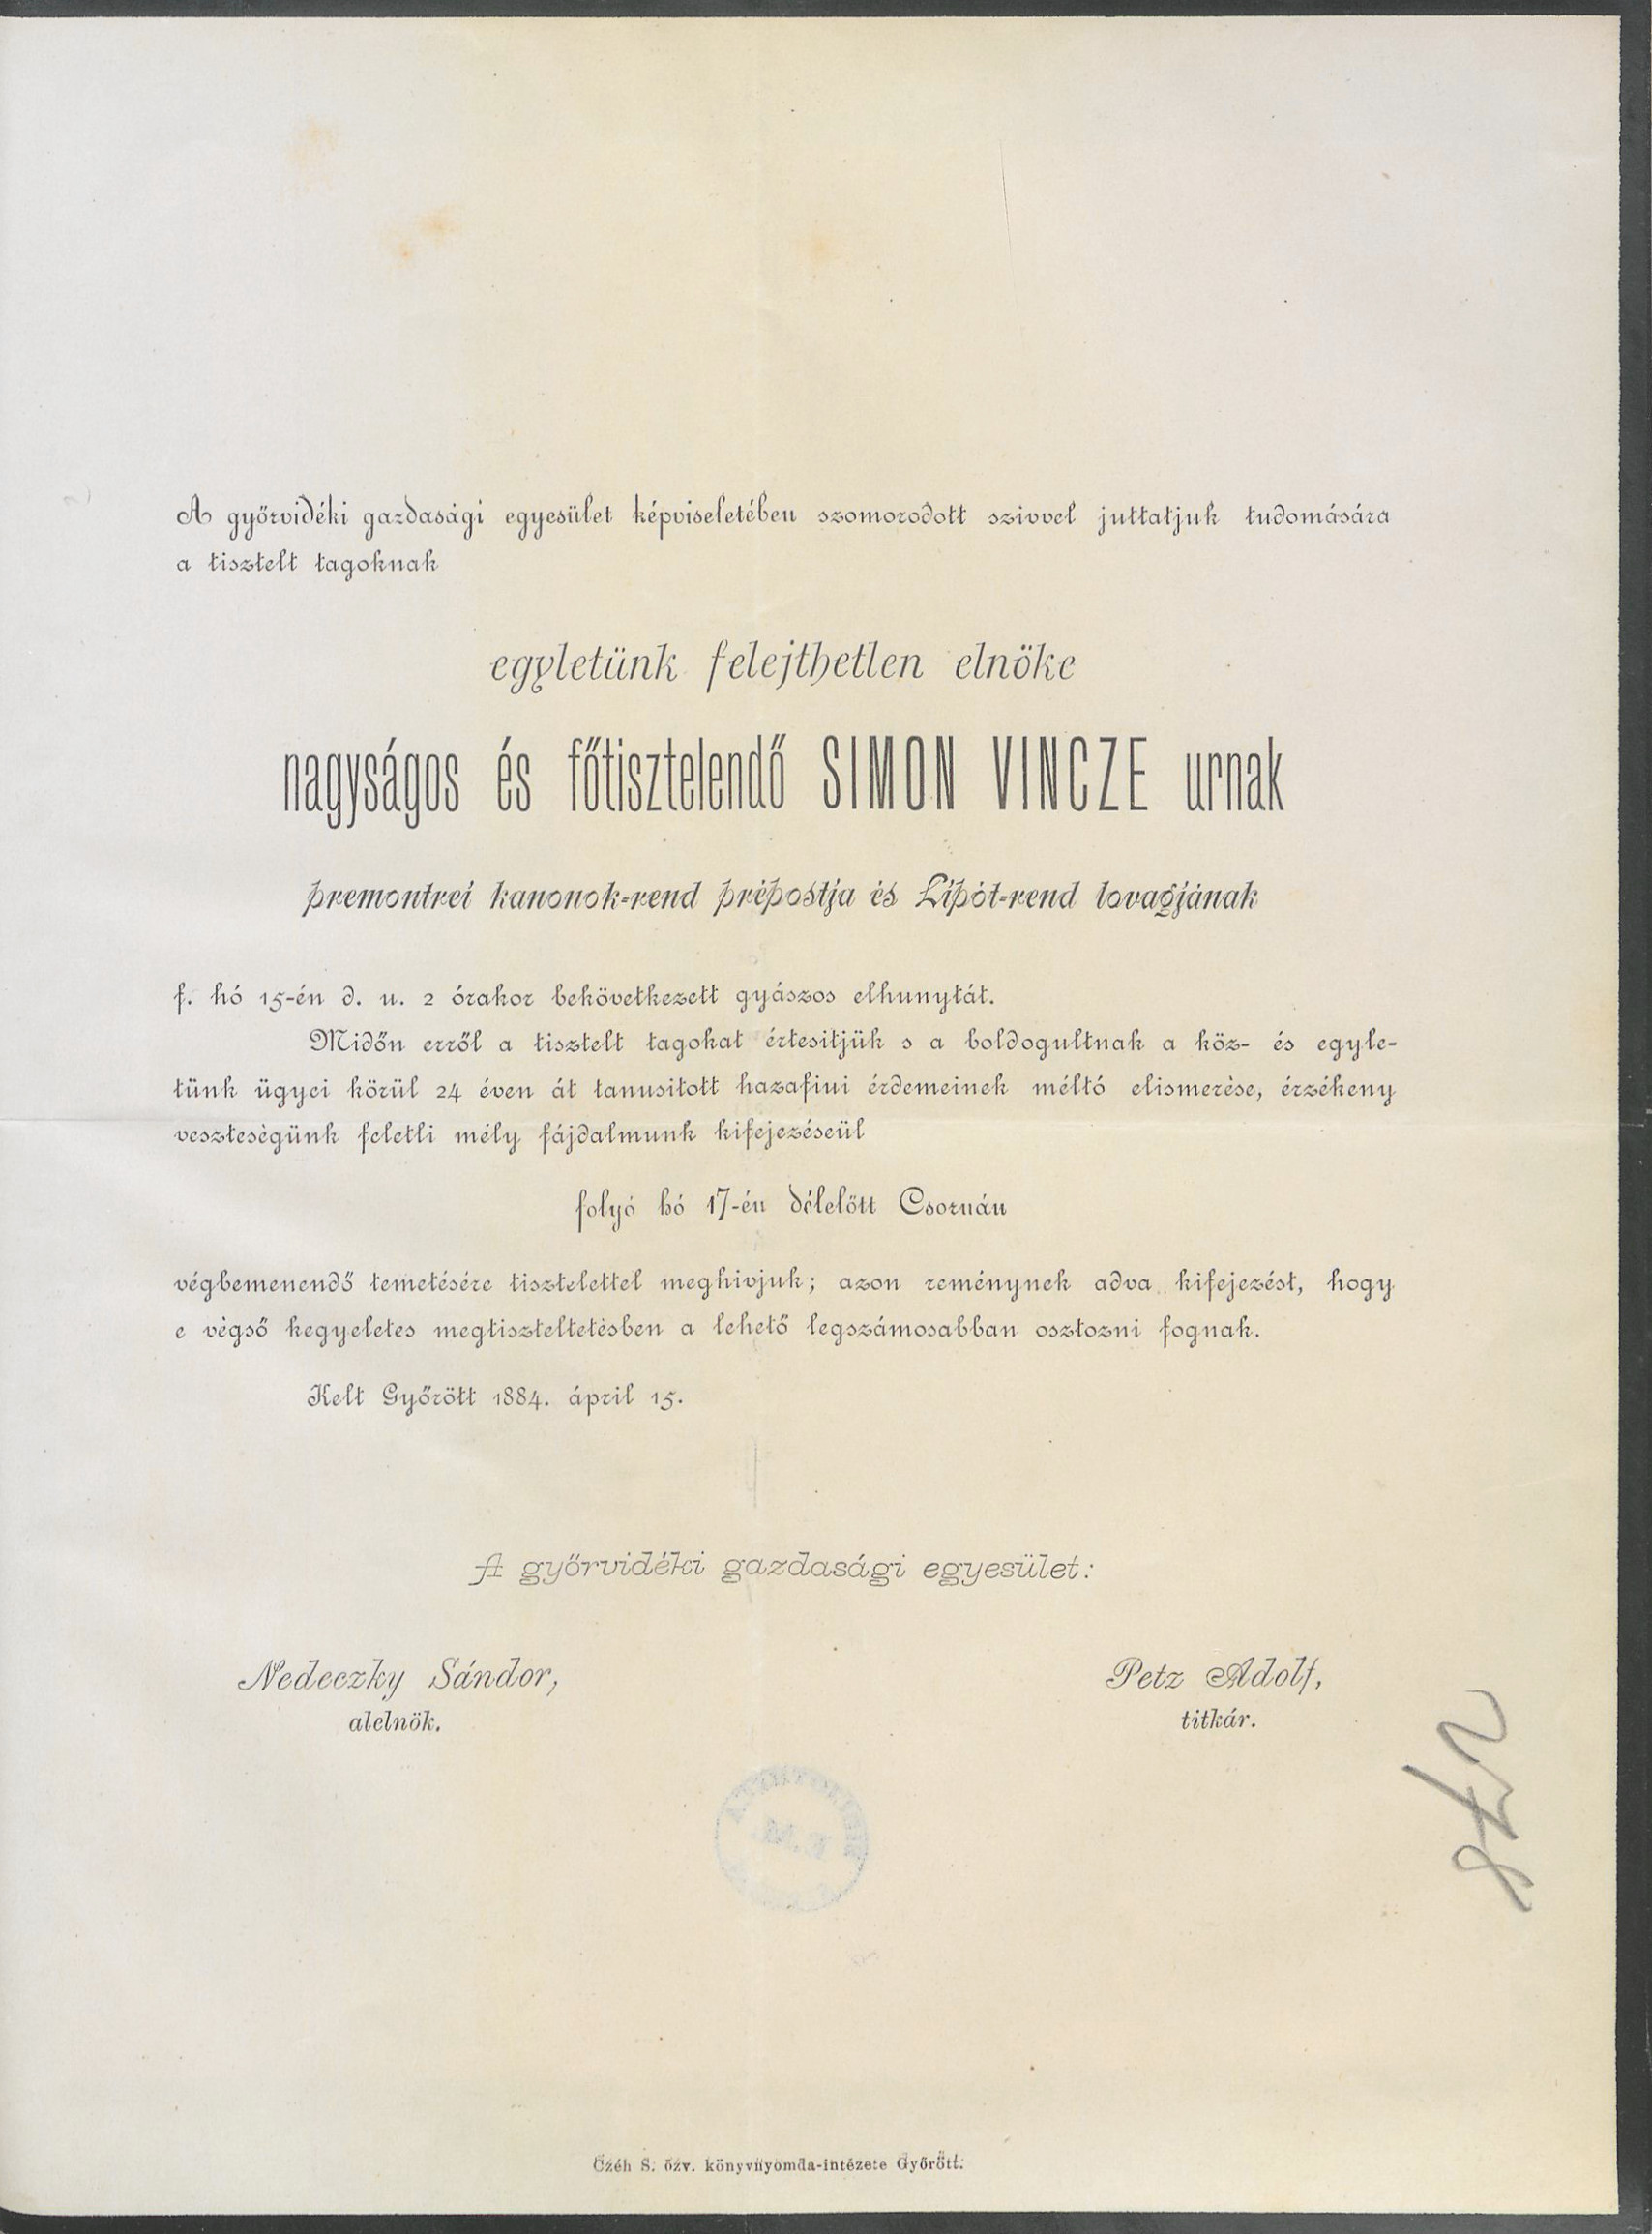 A győrvidéki gazdasági egyesület képviseletében szomorodott szivvel juttatjuk tudomására
a tisztelt tagoknak
egyletünk felejthetlen elnöke
nagyságos és főtisztelendő SIMON VINCZE urnak
premontrei kanonok-rend prépostja és Lipót-rend lovagjának
f. hó 15-én d. u. 2 órakor bekövetkezett gyászos elhunytát.
Midőn erről a tisztelt tagokat értesitjük s a boldogultnak a köz- és egyle-
tünk ügyei körül 24 éven át tanusitott hazafiui érdemeinek méltó elismerése, érzékeny
veszteségünk feletti mély fájdalmunk kifejezéseül
folyó hó 17-én délelőtt Csornán
végbemenendő temetésére tisztelettel meghivjuk; azon reménynek adva kifejezést, hogy
e végső kegyeletes megtiszteltetésben a lehető legszámosabban osztozni fognak.
Kelt Győrött 1884. ápril 15.
A győrvidéki gazdasági egyesület:
Nedeczky Sándor,
alelnök.
Petz Adolf,
titkár.
Czéh S. özv. könyvnyomda-intézete Győrött.